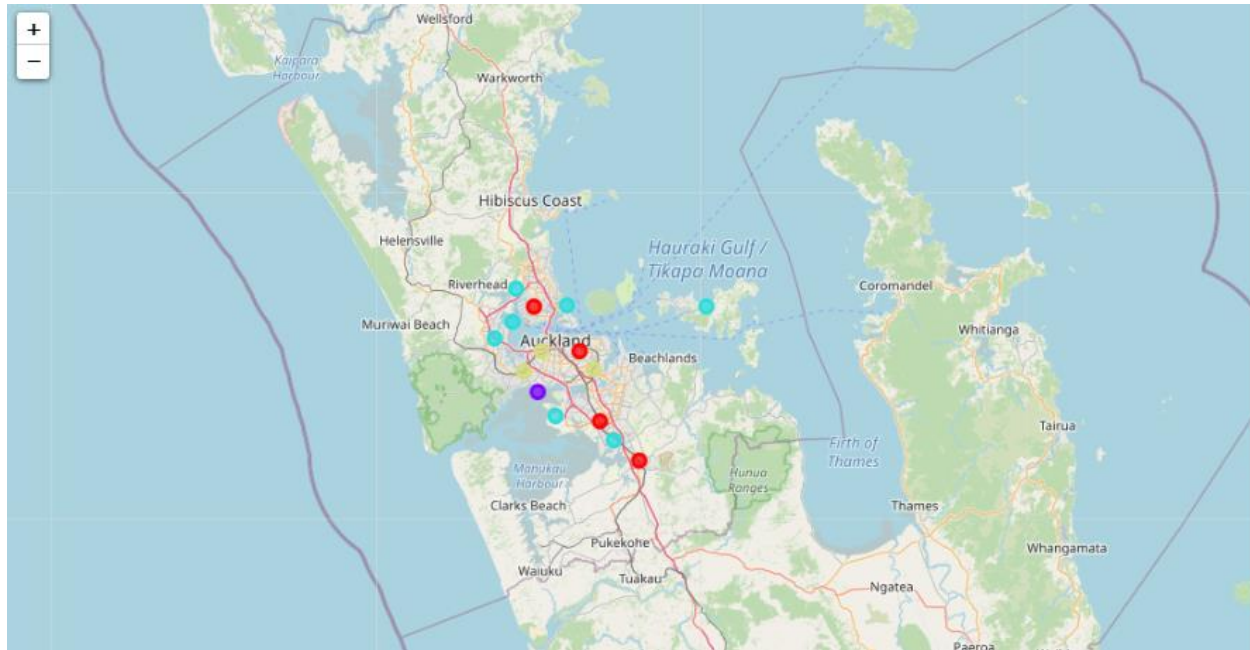 Wellsford
+
−
Kaipara
Harbour
Warkworth
Hibiscus Coast
Helensville
Hauraki Gulf /
Tīkapa Moana
Riverhead
Coromandel
Muriwai Beach
Whitianga
Auckland
Beachlands
Tairua
Firth of
Thames
Manukau
Harbour
Hunua
Ranges
Clarks Beach
Thames
Pukekohe
Whangamata
Waiuku
Tuakau
Ngatea
Paeroa